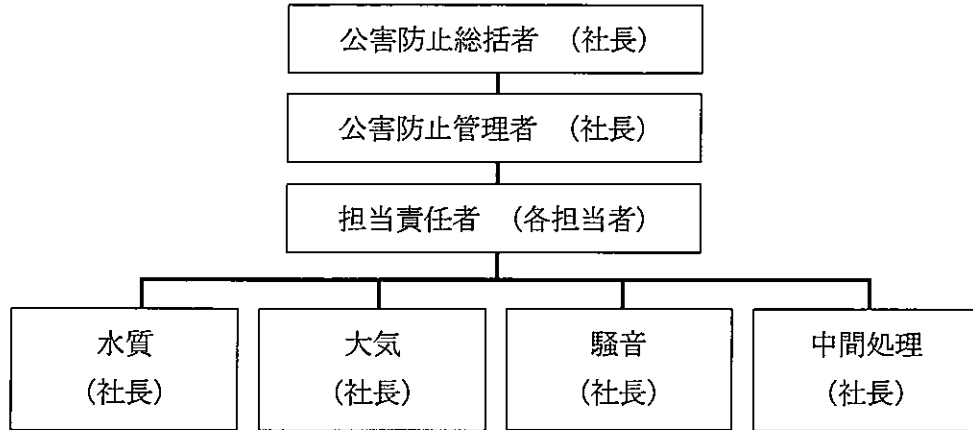 公害防止総括者 （社長）
公害防止管理者 （社長）
担当責任者 （各担当者）
水質
（社長）
大気
（社長）
騒音
（社長）
中間処理
（社長）